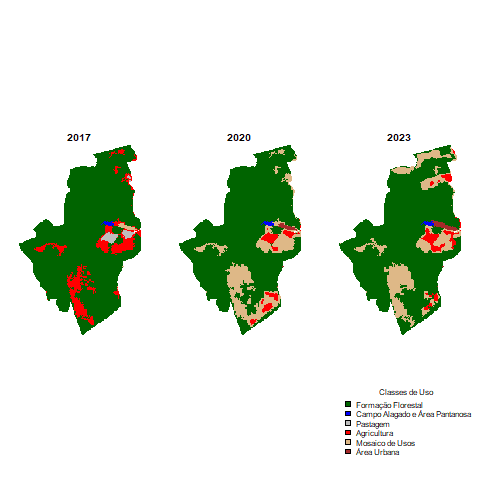 2017
2020
2023
Classes de Uso
Formação Florestal
Campo Alagado e Área Pantanosa
Pastagem
Agricultura
Mosaico de Usos
Área Urbana